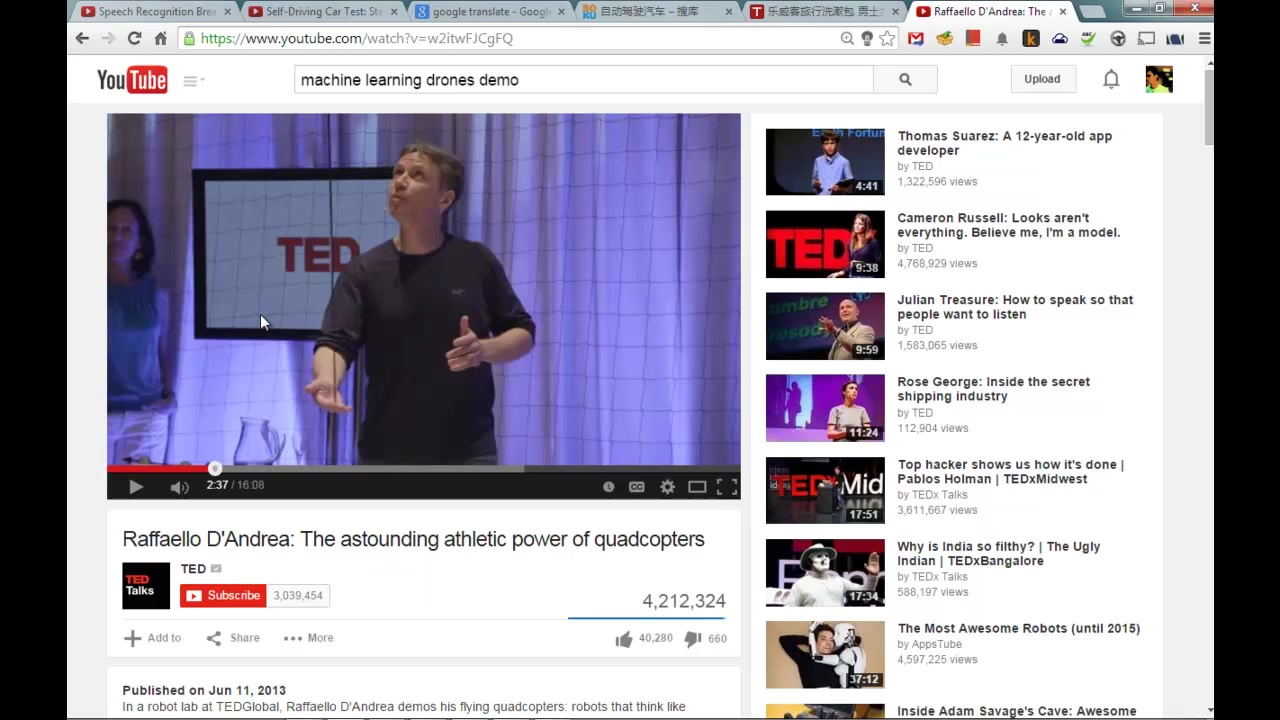 Speech Recognition Brei
Self-Driving Car Test: Ste
google translate - Google
自动驾驶汽车 – 搜库
乐威客旅行洗漱包 男士
Raffaello D'Andrea: The a
https://www.youtube.com/watch?v=w2itwFJCgFQ
YouTube
machine learning drones demo
Upload
TED
2:37 / 16:08
CC
Raffaello D'Andrea: The astounding athletic power of quadcopters
TED
Talks
TED
Subscribe
3,039,454
4,212,324
Add to
Share
More
40,280
660
Published on Jun 11, 2013
In a robot lab at TEDGlobal, Raffaello D'Andrea demos his flying quadcopters: robots that think like
4:41
Thomas Suarez: A 12-year-old app
developer
by TED
1,322,596 views
TED
9:38
Cameron Russell: Looks aren't
everything. Believe me, I'm a model.
by TED
4,768,929 views
9:59
Julian Treasure: How to speak so that
people want to listen
by TED
1,583,065 views
11:24
Rose George: Inside the secret
shipping industry
by TED
112,904 views
TEDxMid
17:51
Top hacker shows us how it's done |
Pablos Holman | TEDxMidwest
by TEDx Talks
3,611,667 views
17:34
Why is India so filthy? | The Ugly
Indian | TEDxBangalore
by TEDx Talks
588,197 views
37:12
The Most Awesome Robots (until 2015)
by AppsTube
4,597,225 views
Inside Adam Savage's Cave: Awesome